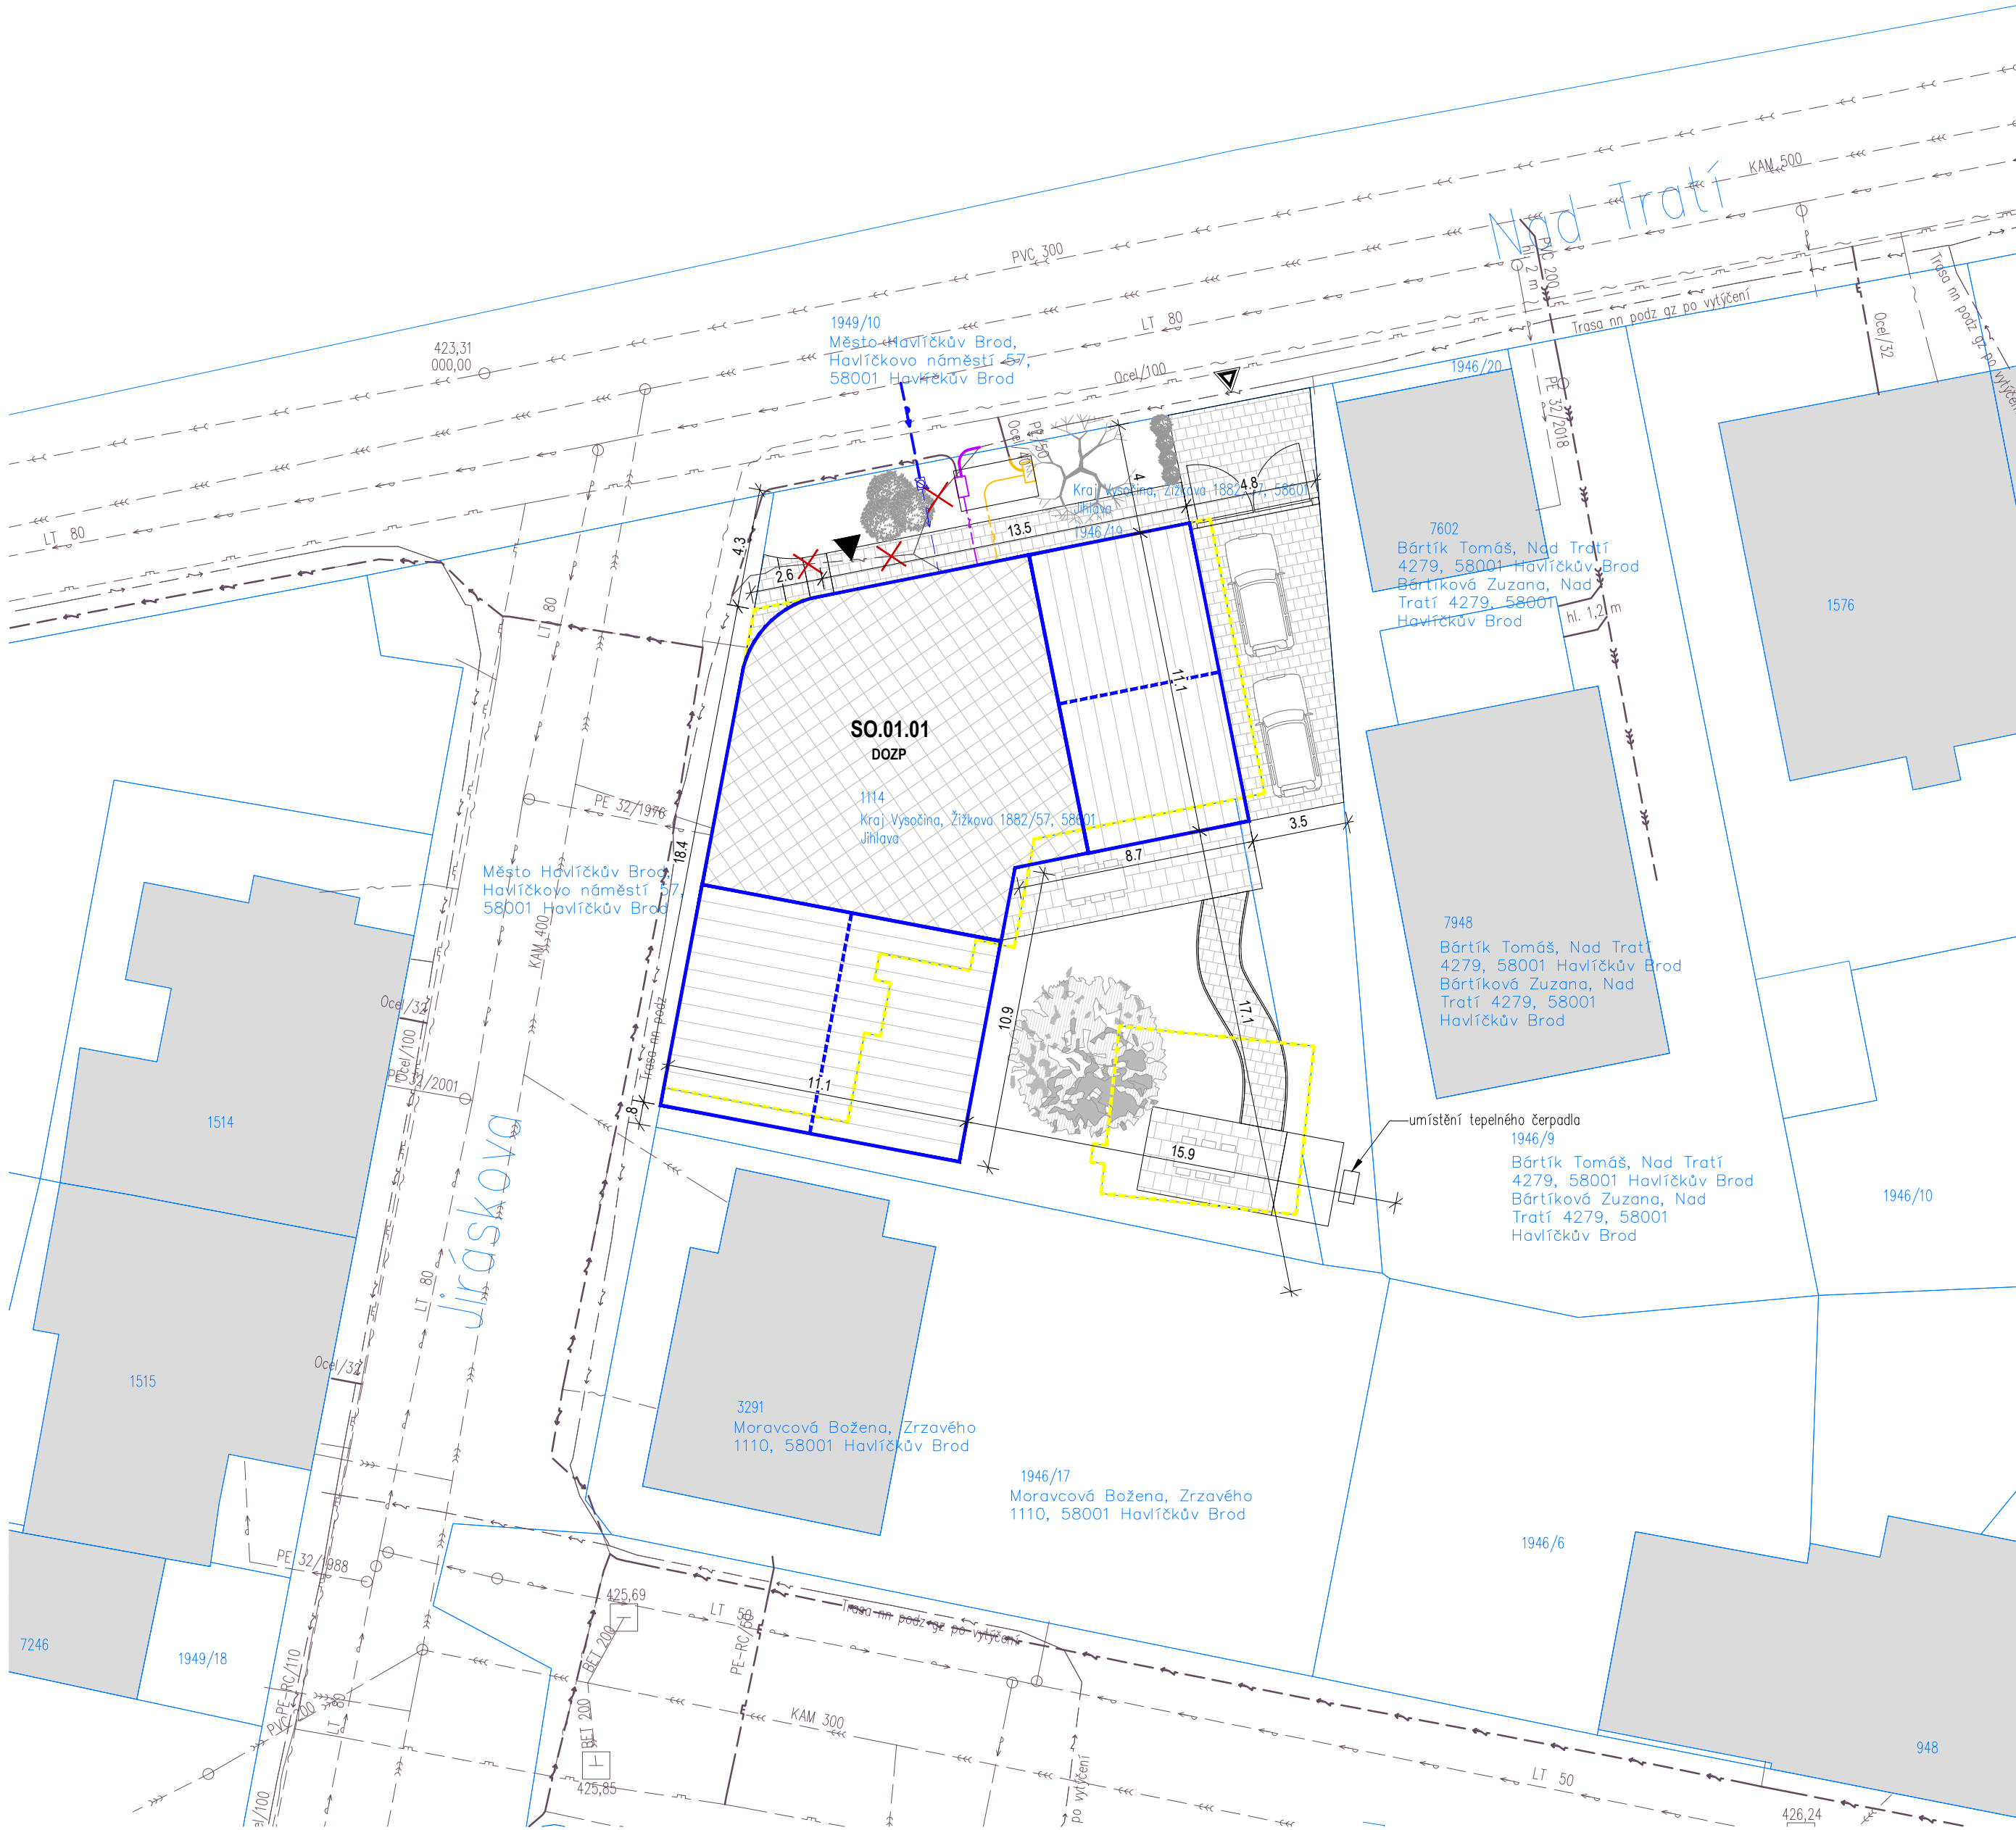 KAM 500
Nad Tratí
PVC 300
PVC 200
hl. 2 m
Trasa nn podz gz po vytýčení
Trasa nn podz gz po vytýčení
LT 80
1949/10
Město Havlíčkův Brod,
Havlíčkovo náměstí 57,
58001 Havlíčkův Brod
423,31
000,00
Ocel/100
Ocel/32
1946/20
PE 32/2018
LT 80
4
4.8
Kraj Vysočina, Žižkova 1882/57, 58601
Jihlava
1946/19
13.5
4.3
2.6
7602
Bártík Tomáš, Nad Tratí
4279, 58001 Havlíčkův Brod
Bártíková Zuzana, Nad
Tratí 4279, 58001
Havlíčkův Brod
hl. 1,2 m
1576
LT 80
11.1
SO.01.01
DOZP
1114
Kraj Vysočina, Žižkova 1882/57, 58601
Jihlava
PE 32/1976
18.4
3.5
8.7
Město Havlíčkův Brod,
Havlíčkovo náměstí 57,
58001 Havlíčkův Brod
KAM 400
7948
Bártík Tomáš, Nad Tratí
4279, 58001 Havlíčkův Brod
Bártíková Zuzana, Nad
Tratí 4279, 58001
Havlíčkův Brod
Ocel/32
Ocel/100
PE 32/2001
Trasa nn podz
10.9
17.1
11.1
.8
1514
Jiráskova
umístění tepelného čerpadla
15.9
1946/9
Bártík Tomáš, Nad Tratí
4279, 58001 Havlíčkův Brod
Bártíková Zuzana, Nad
Tratí 4279, 58001
Havlíčkův Brod
1946/10
LT 80
Ocel/32
1515
3291
Moravcová Božena, Zrzavého
1110, 58001 Havlíčkův Brod
1946/17
Moravcová Božena, Zrzavého
1110, 58001 Havlíčkův Brod
1946/6
PE 32/1988
425,69
LT 50
Trasa nn podz gz po vytýčení
BET 200
PE-RC/50
7246
1949/18
PE-RC/110
PVC 200
LT 80
BET 200
KAM 300
948
425,85
po vytýčení
LT 50
426,24